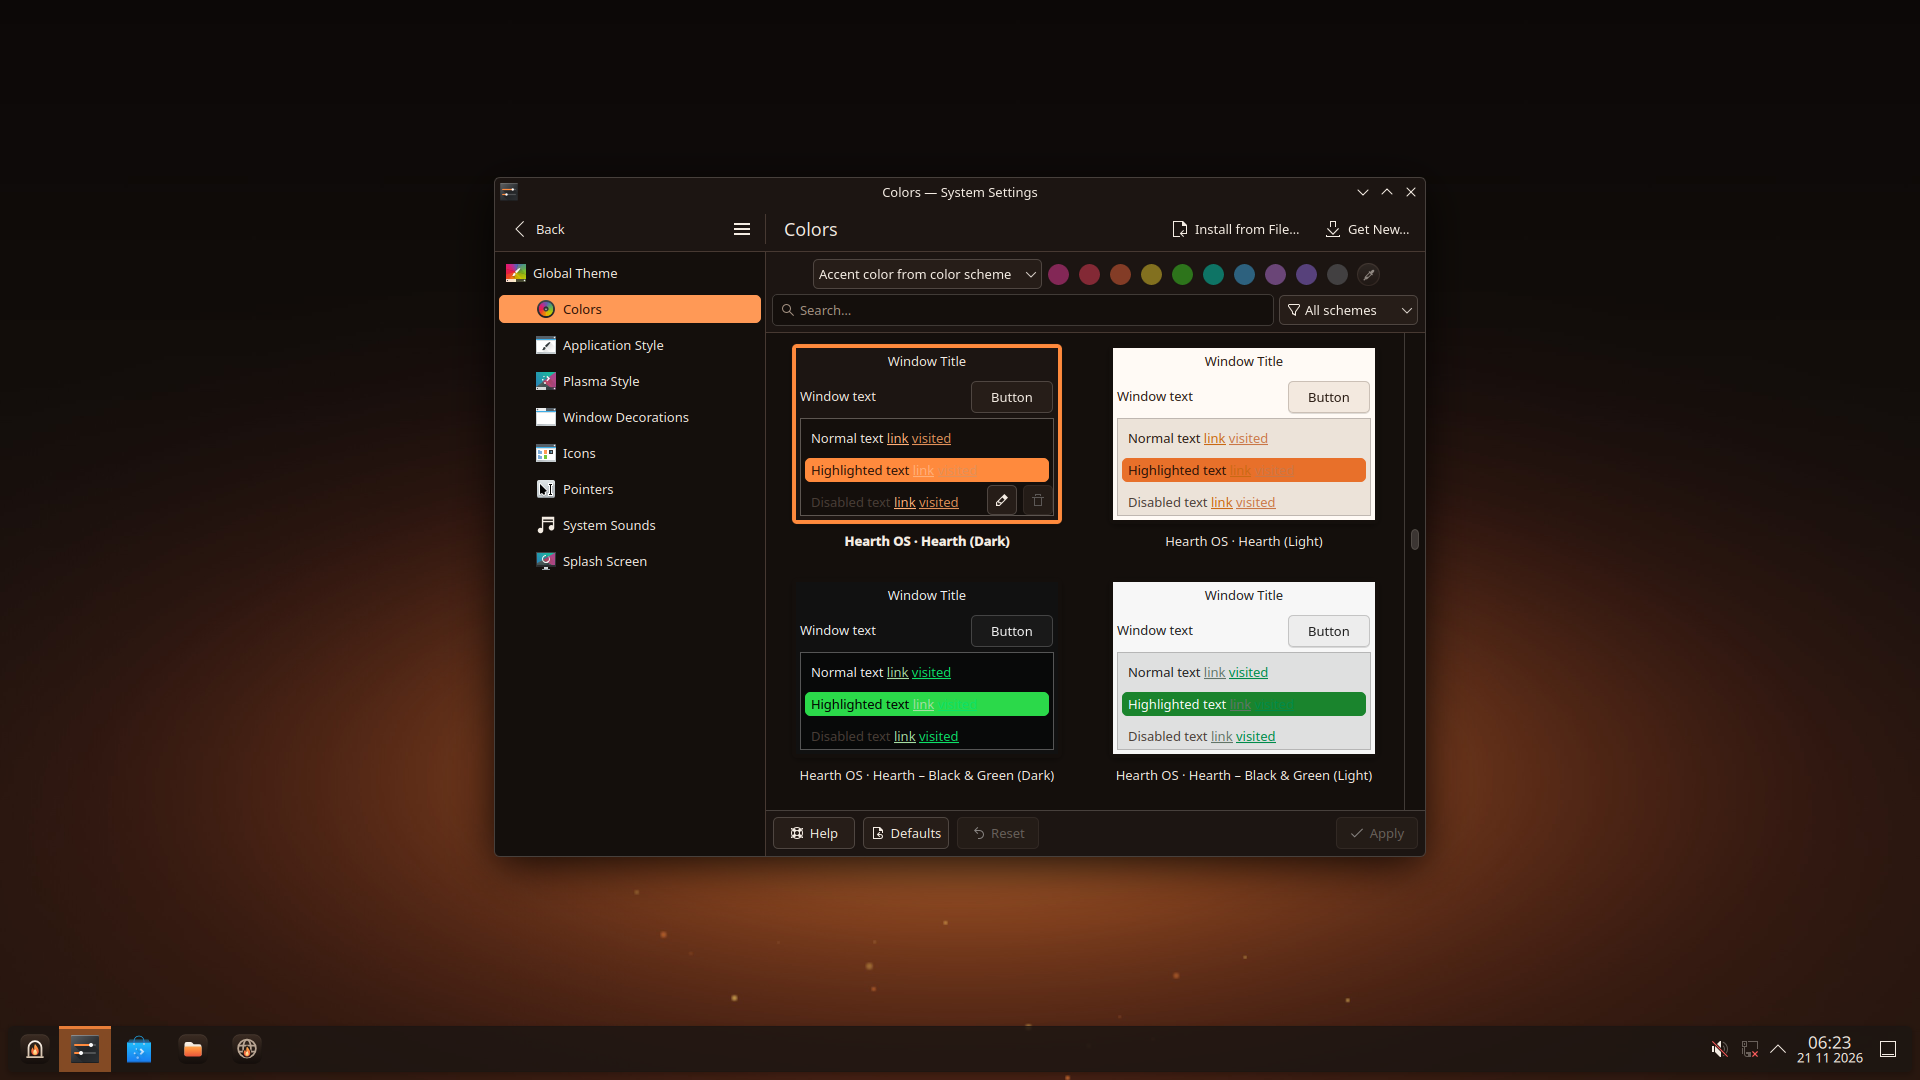 Colors — System Settings
Back
Colors
Install from File...
Get New...
Global Theme
Colors
Application Style
Plasma Style
Window Decorations
Icons
Pointers
System Sounds
Splash Screen
Accent color from color scheme
Search...
All schemes
Window Title
Window text
Button
Normal text link visited
Highlighted text link
Disabled text link visited
Hearth OS · Hearth (Dark)
Window Title
Window text
Button
Normal text link visited
Highlighted text link visited
Disabled text link visited
Hearth OS · Hearth (Light)
Window Title
Window text
Button
Normal text link visited
Highlighted text link
Disabled text link visited
Hearth OS · Hearth – Black & Green (Dark)
Window Title
Window text
Button
Normal text link visited
Highlighted text link
Disabled text link visited
Hearth OS · Hearth – Black & Green (Light)
Help
Defaults
Reset
Apply
06:23
21 11 2026